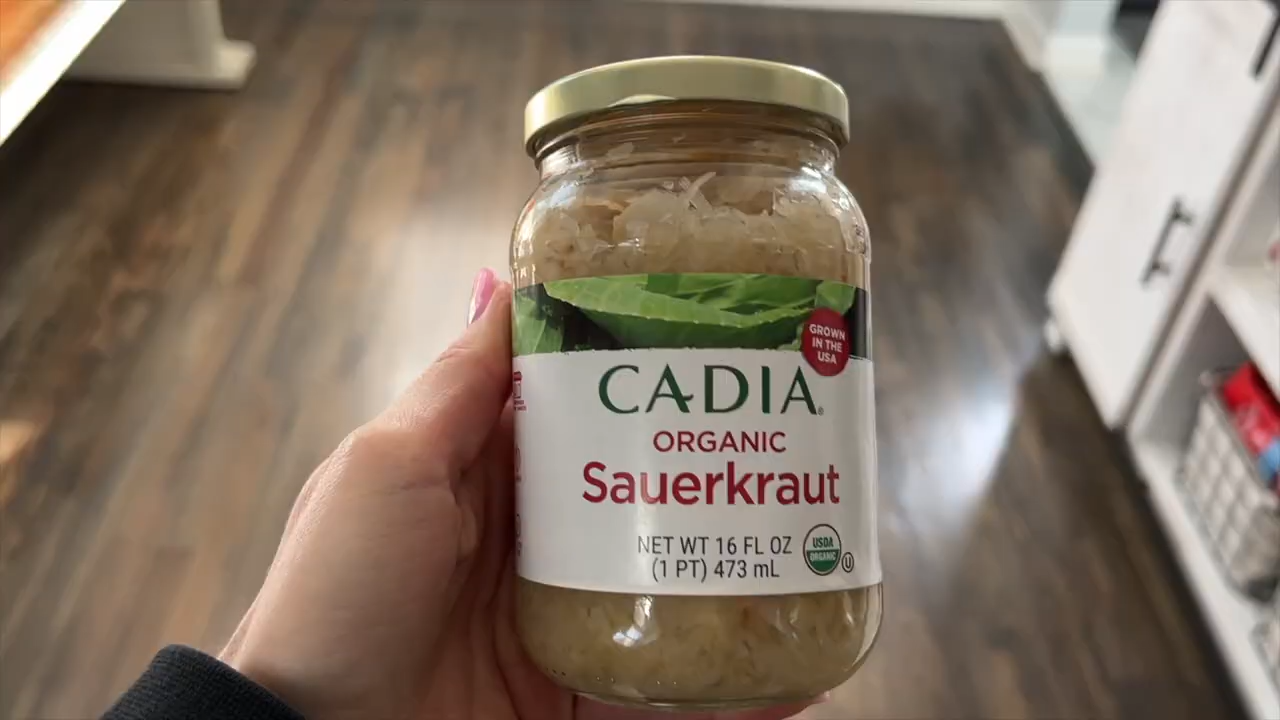 GROWN
IN THE
USA
CADIA
ORGANIC
Sauerkraut
NET WT 16 FL OZ
(1 PT) 473 mL
USDA
ORGANIC
U